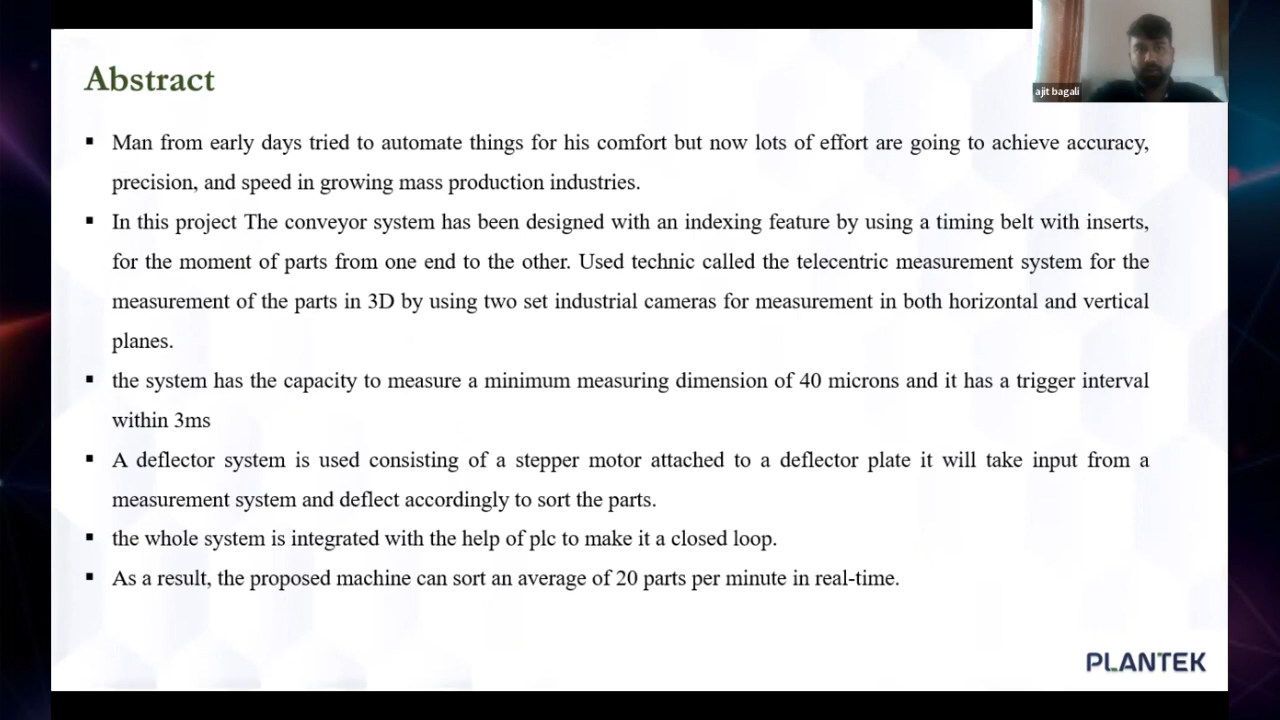 ajit bagali
Abstract
▪ Man from early days tried to automate things for his comfort but now lots of effort are going to achieve accuracy,
precision, and speed in growing mass production industries.
▪ In this project The conveyor system has been designed with an indexing feature by using a timing belt with inserts,
for the moment of parts from one end to the other. Used technic called the telecentric measurement system for the
measurement of the parts in 3D by using two set industrial cameras for measurement in both horizontal and vertical
planes.
▪ the system has the capacity to measure a minimum measuring dimension of 40 microns and it has a trigger interval
within 3ms
▪ A deflector system is used consisting of a stepper motor attached to a deflector plate it will take input from a
measurement system and deflect accordingly to sort the parts.
▪ the whole system is integrated with the help of plc to make it a closed loop.
▪ As a result, the proposed machine can sort an average of 20 parts per minute in real-time.
PLANTEK